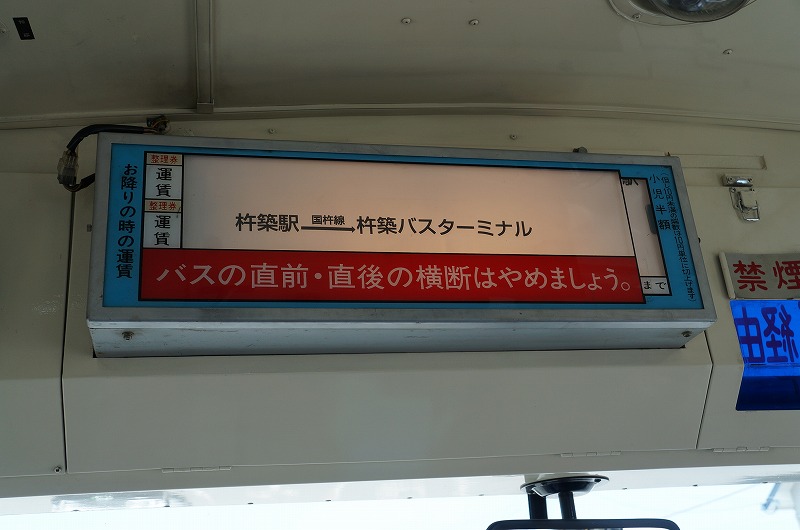 お降りの時の運賃
整理券
運賃
整理券
運賃
杵築駅 国杵線 杵築バスターミナル
バスの直前・直後の横断はやめましょう。
駅
まで
小児半額
禁煙
経由